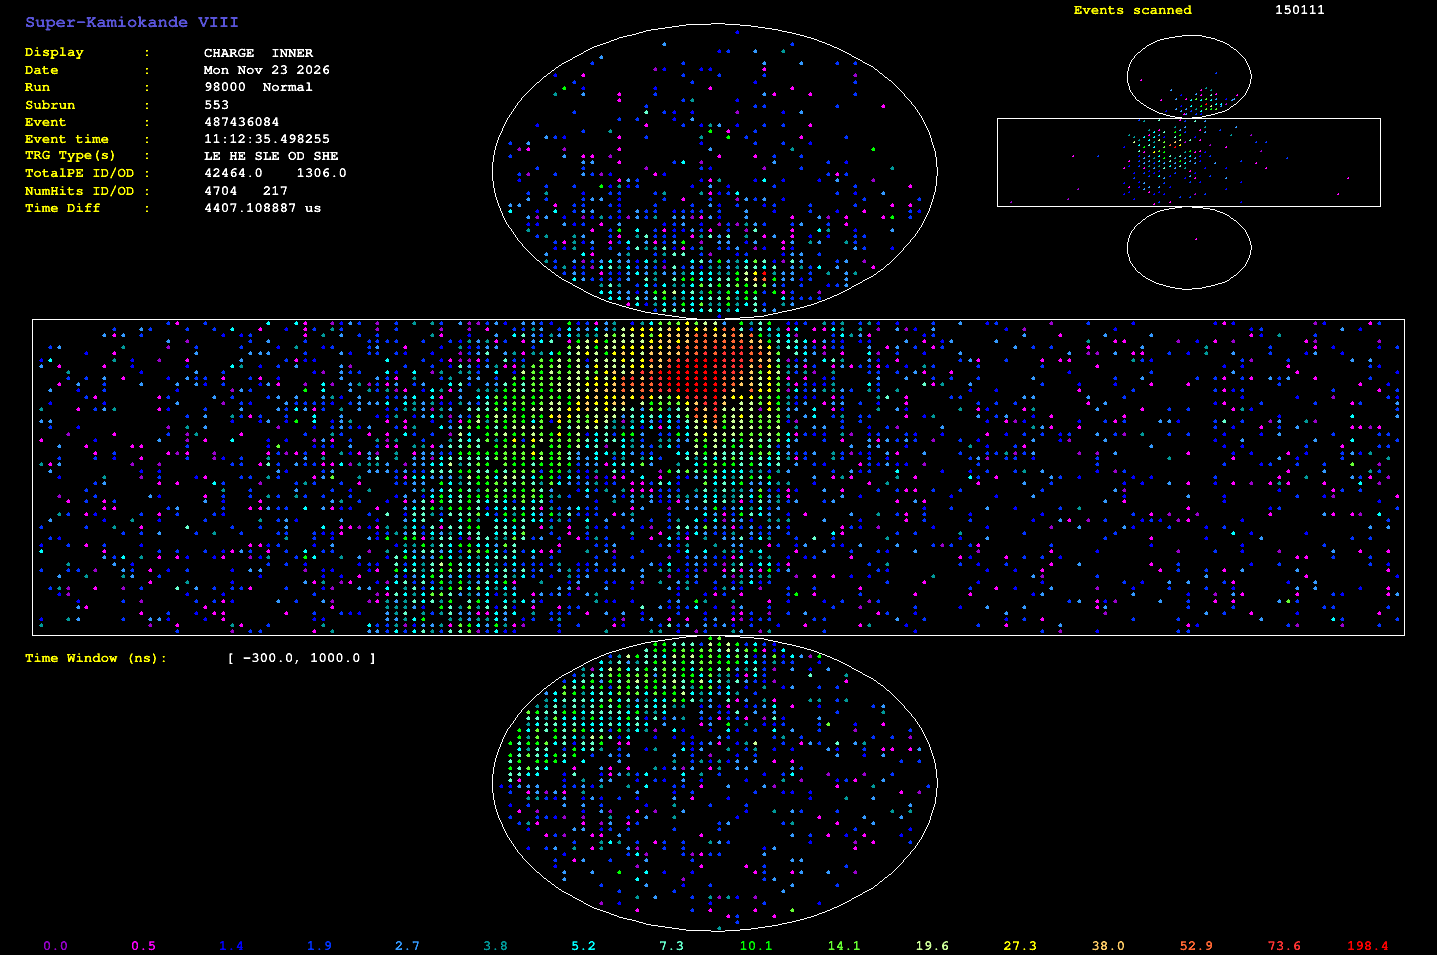 Super-Kamiokande VIII
Display : CHARGE INNER
Date : Mon Nov 23 2026
Run : 98000 Normal
Subrun : 553
Event : 487436084
Event time : 11:12:35.498255
TRG Type(s) : LE HE SLE OD SHE
TotalPE ID/OD : 42464.0 1306.0
NumHits ID/OD : 4704 217
Time Diff : 4407.108887 us
Events scanned 150111
Time Window (ns): [ -300.0, 1000.0 ]
0.0 0.5 1.4 1.9 2.7 3.8 5.2 7.3 10.1 14.1 19.6 27.3 38.0 52.9 73.6 198.4